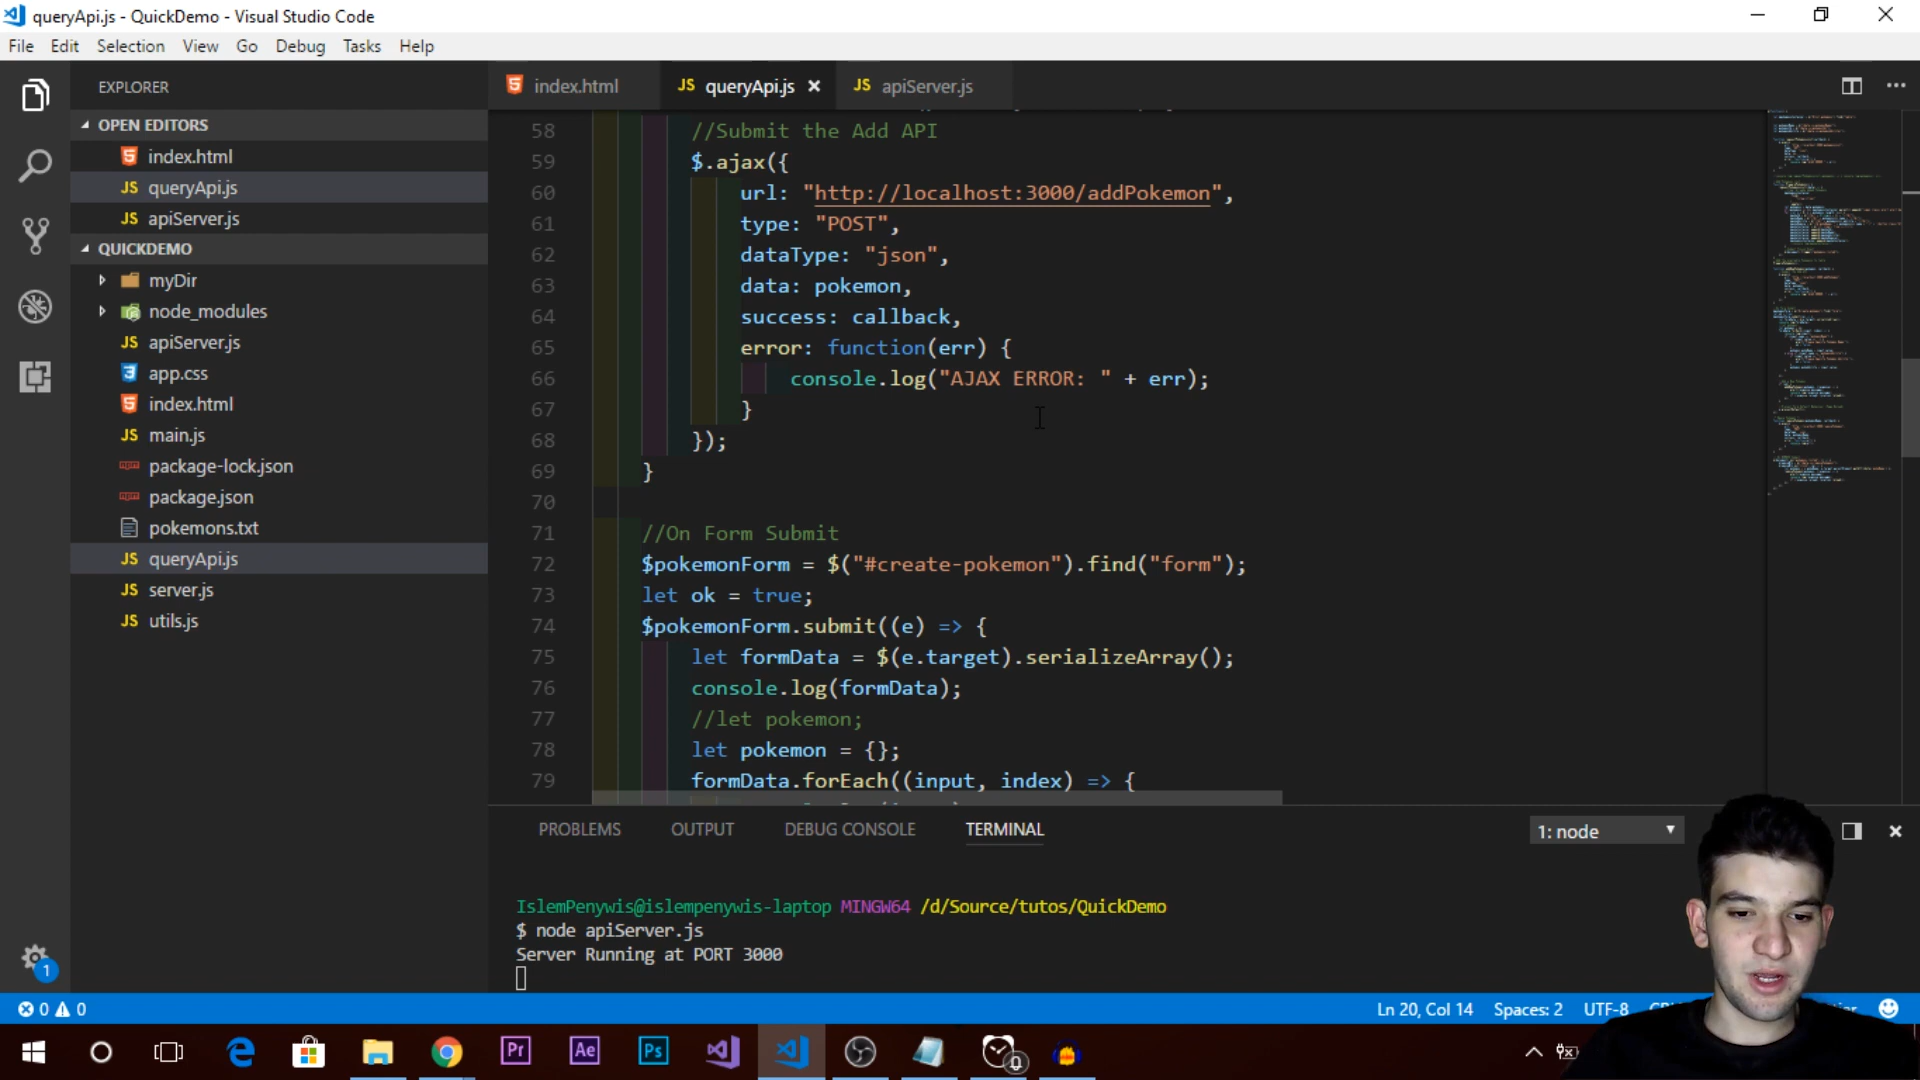 queryApi.js - QuickDemo - Visual Studio Code
File Edit Selection View Go Debug Tasks Help
EXPLORER
OPEN EDITORS
index.html
JS queryApi.js
JS apiServer.js
QUICKDEMO
myDir
node_modules
JS apiServer.js
app.css
index.html
JS main.js
package-lock.json
package.json
pokemons.txt
JS queryApi.js
JS server.js
JS utils.js
index.html JS queryApi.js × JS apiServer.js
58 //Submit the Add API
59 $.ajax({
60 url: "http://localhost:3000/addPokemon",
61 type: "POST",
62 dataType: "json",
63 data: pokemon,
64 success: callback,
65 error: function(err) {
66 console.log("AJAX ERROR: " + err);
67 }
68 });
69 }
70
71 //On Form Submit
72 $pokemonForm = $("#create-pokemon").find("form");
73 let ok = true;
74 $pokemonForm.submit((e) => {
75 let formData = $(e.target).serializeArray();
76 console.log(formData);
77 //let pokemon;
78 let pokemon = {};
79 formData.forEach((input, index) => {
PROBLEMS OUTPUT DEBUG CONSOLE TERMINAL
1: node
IslemPenywis@islempenywis-laptop MINGW64 /d/Source/tutos/QuickDemo
$ node apiServer.js
Server Running at PORT 3000
1
0 0
Ln 20, Col 14 Spaces: 2 UTF-8
Pr Ae Ps